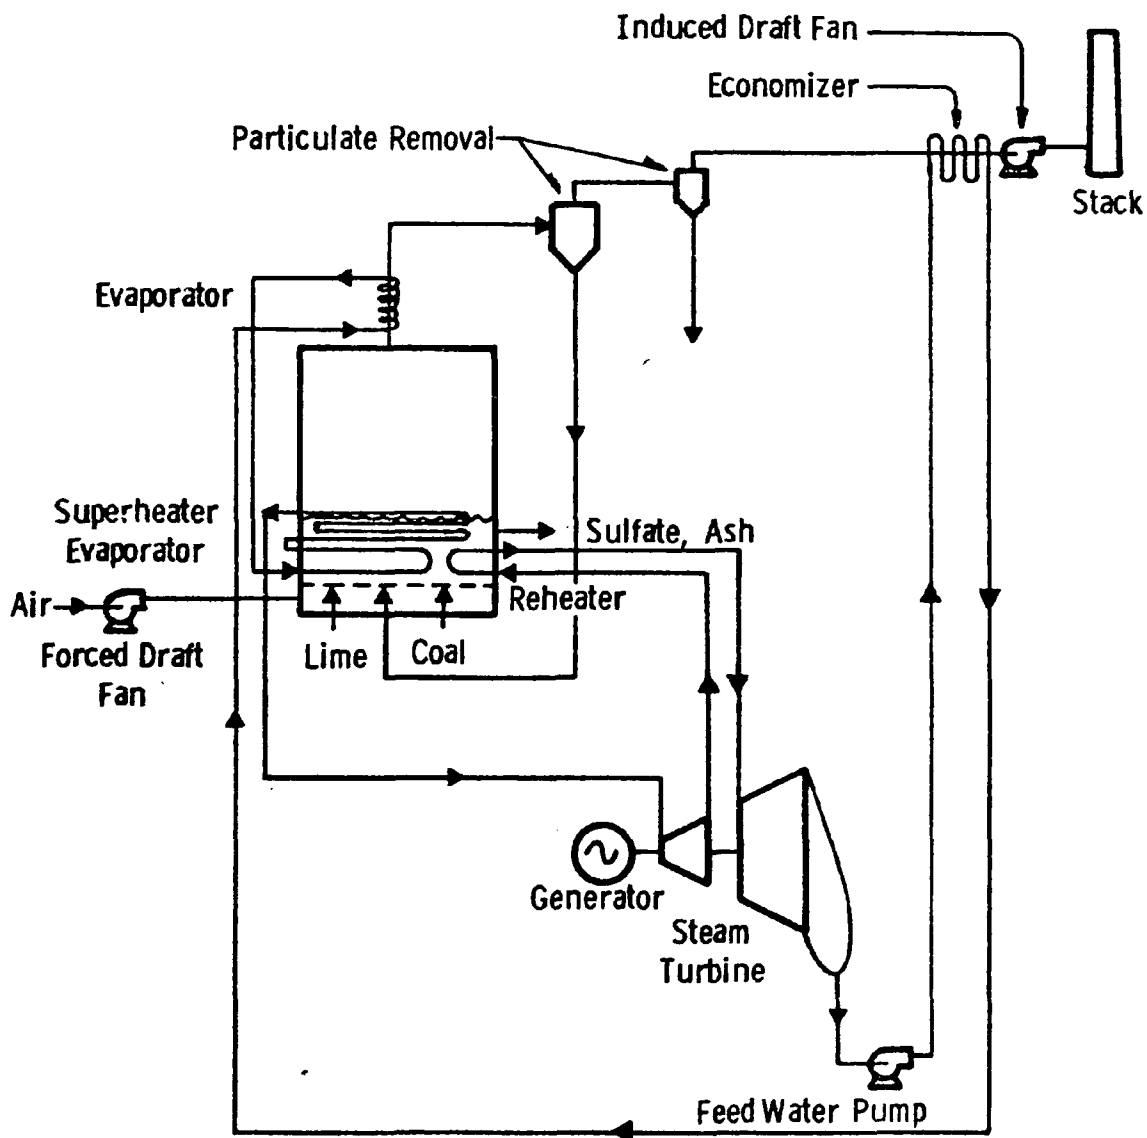 Induced Draft Fan
Economizer
Particulate Removal
Stack
Evaporator
Superheater
Evaporator
Sulfate, Ash
Air
Reheater
Forced Draft
Fan
Lime
Coal
Generator
Steam
Turbine
Feed Water Pump